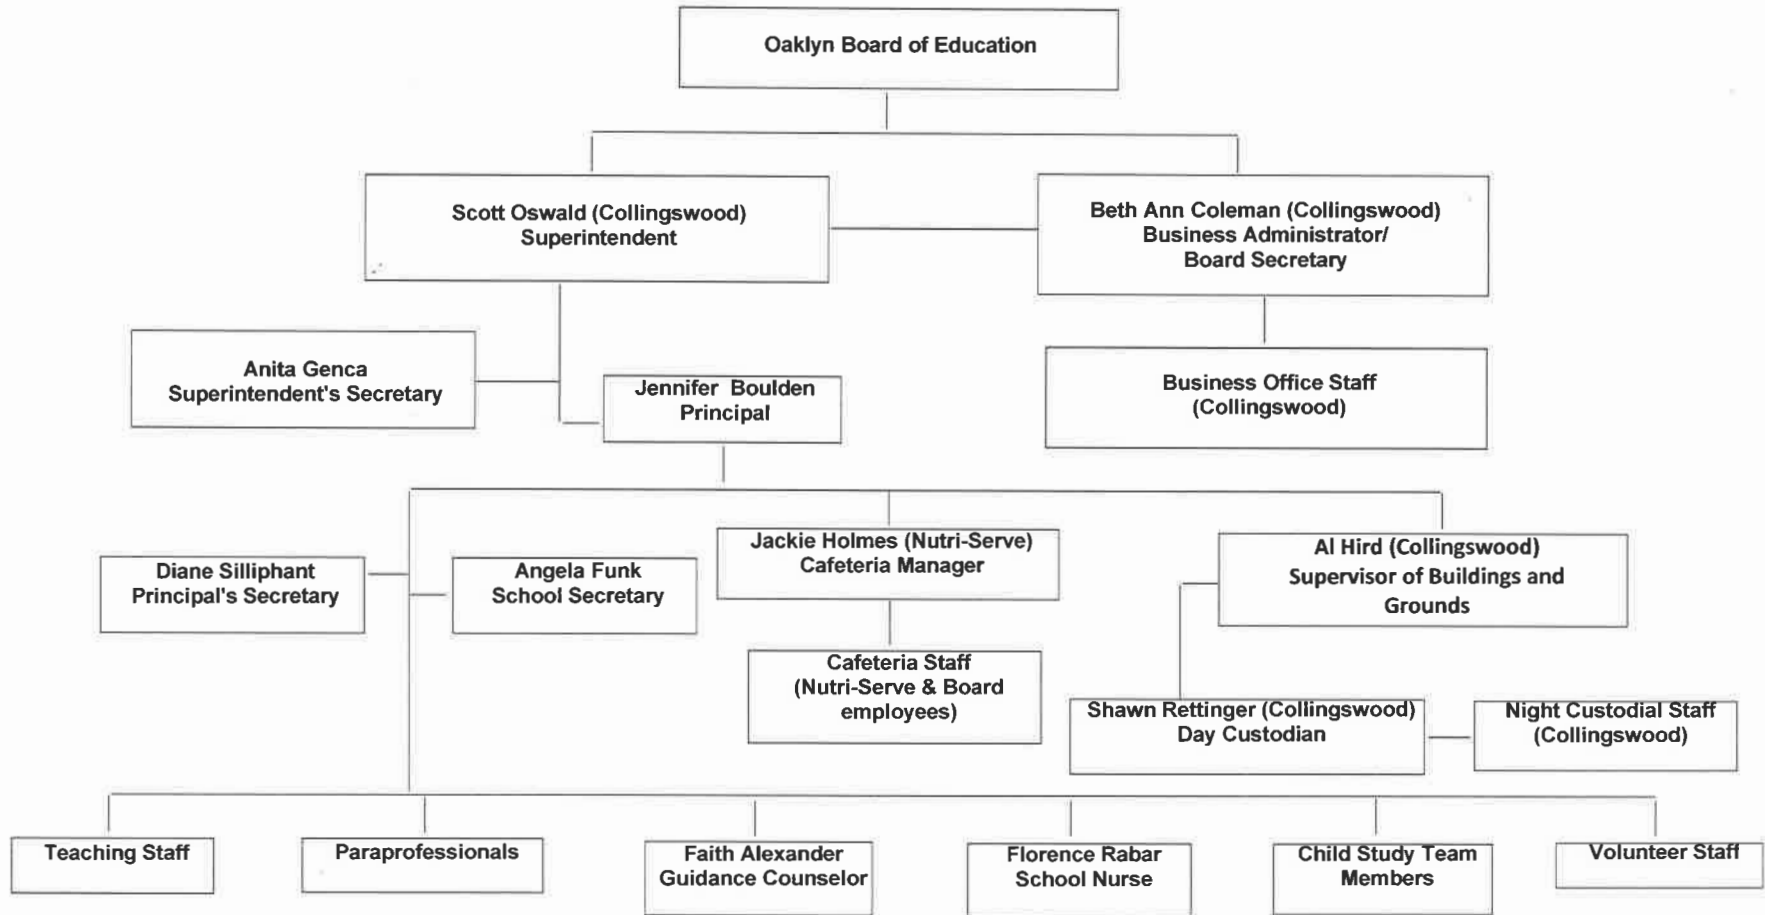 Oaklyn Board of Education
Scott Oswald (Collingswood)
Superintendent
Beth Ann Coleman (Collingswood)
Business Administrator/
Board Secretary
Anita Genca
Superintendent's Secretary
Jennifer Boulden
Principal
Business Office Staff
(Collingswood)
Diane Silliphant
Principal's Secretary
Angela Funk
School Secretary
Jackie Holmes (Nutri-Serve)
Cafeteria Manager
Al Hird (Collingswood)
Supervisor of Buildings and
Grounds
Cafeteria Staff
(Nutri-Serve & Board
employees)
Shawn Rettinger (Collingswood)
Day Custodian
Night Custodial Staff
(Collingswood)
Teaching Staff
Paraprofessionals
Faith Alexander
Guidance Counselor
Florence Rabar
School Nurse
Child Study Team
Members
Volunteer Staff